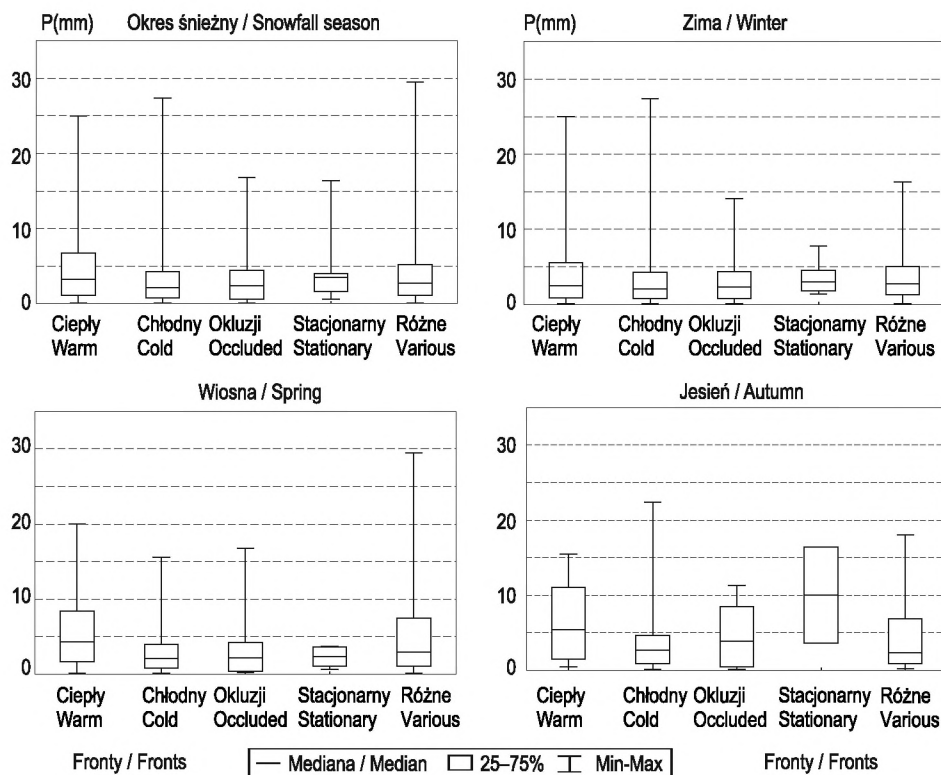 P(mm) Okres śnieżny / Snowfall season
30
20
10
0
Ciepły Chłodny Okluzji Stacjonarny Różne
Warm Cold Occluded Stationary Various
P(mm) Zima / Winter
30
20
10
0
Ciepły Chłodny Okluzji Stacjonarny Różne
Warm Cold Occluded Stationary Various
Wiosna / Spring
30
20
10
0
Ciepły Chłodny Okluzji Stacjonarny Różne
Warm Cold Occluded Stationary Various
Jesień / Autumn
30
20
10
0
Ciepły Chłodny Okluzji Stacjonarny Różne
Warm Cold Occluded Stationary Various
Fronty / Fronts Mediana / Median 25–75% Min-Max Fronty / Fronts